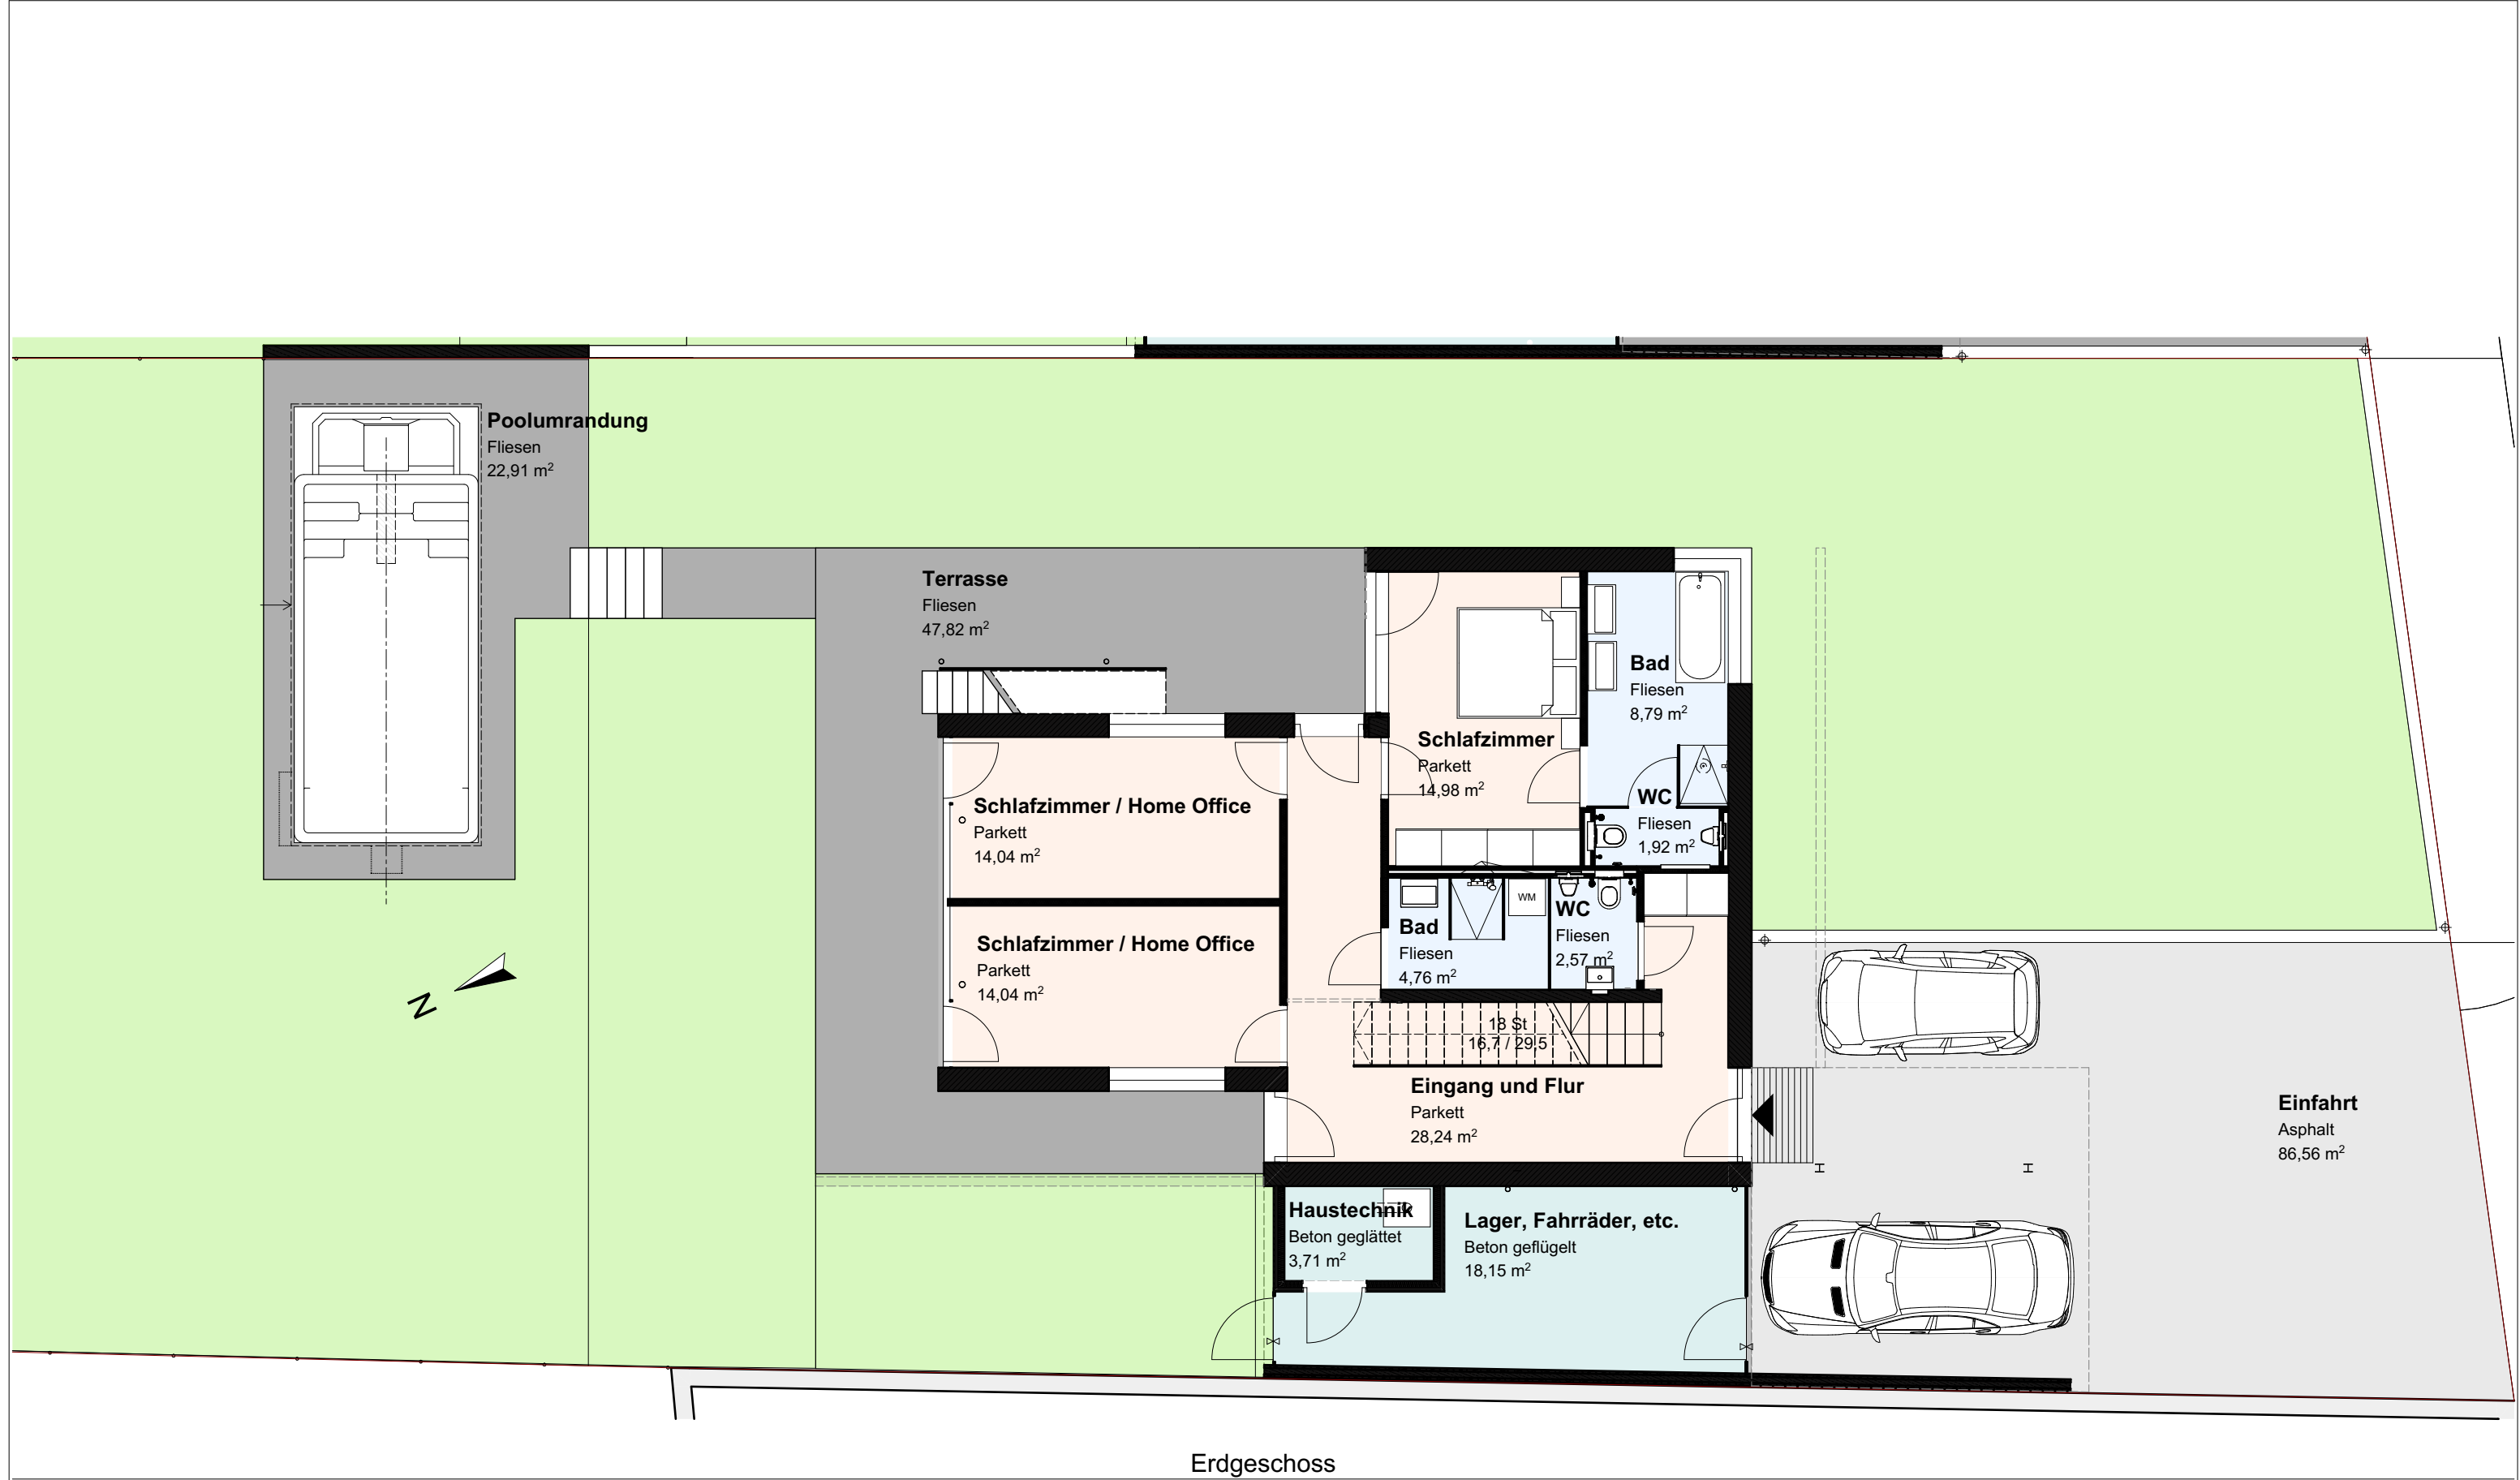 Poolumrandung
Fliesen
22,91 m²
Terrasse
Fliesen
47,82 m²
Bad
Fliesen
8,79 m²
Schlafzimmer
Parkett
14,98 m²
WC
Fliesen
1,92 m²
Schlafzimmer / Home Office
Parkett
14,04 m²
Schlafzimmer / Home Office
Parkett
14,04 m²
Bad
Fliesen
4,76 m²
WM
WC
Fliesen
2,57 m²
N
18 St
16,7 / 29,5
Eingang und Flur
Parkett
28,24 m²
Einfahrt
Asphalt
86,56 m²
Haustechnik
Beton geglättet
3,71 m²
Lager, Fahrräder, etc.
Beton geflügelt
18,15 m²
Erdgeschoss